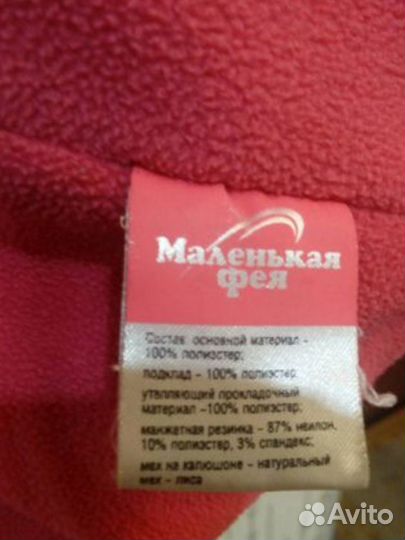 Маленькая
фея
Состав: основной материал -
100% полиэстер;
подклад - 100% полиэстер;
утепляющий прокладочный
материал -100% полиэстер;
манжетная резинка - 87% нейлон,
10% полиэстер, 3% спандекс;
мех на капюшоне - натуральный
мех - лиса
Avito